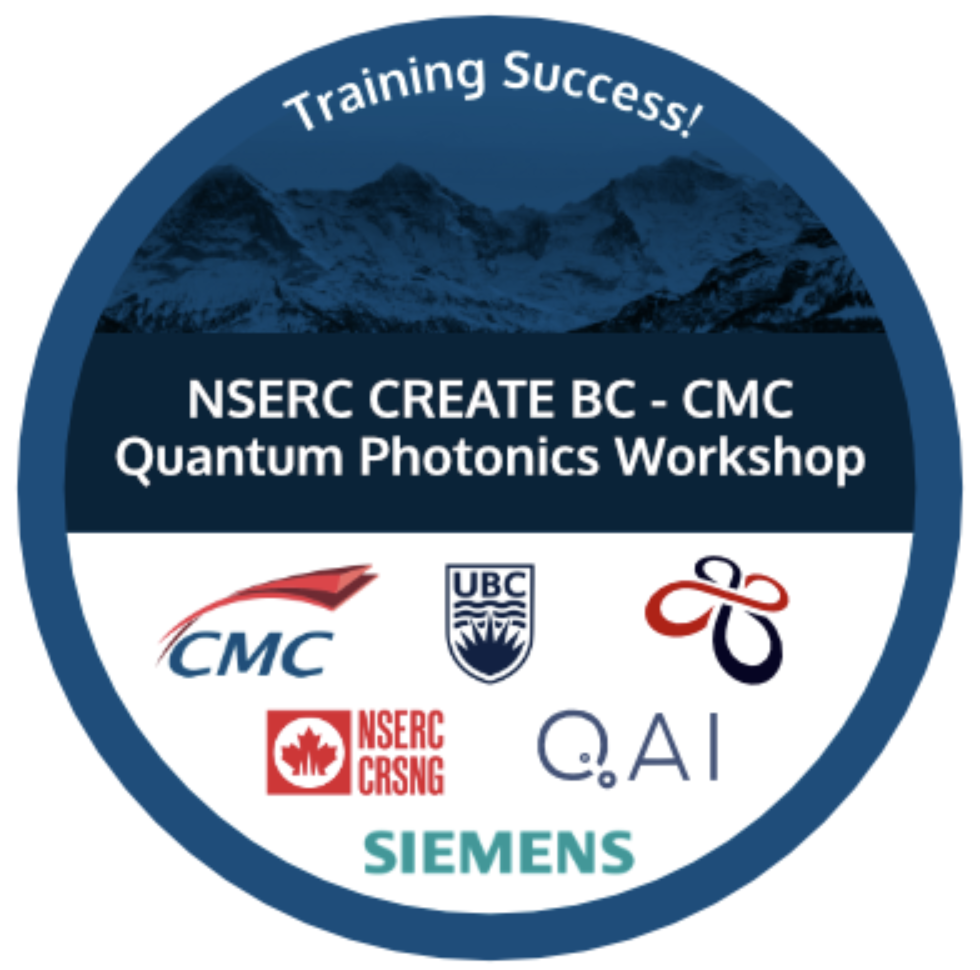 Training Success!
NSERC CREATE BC - CMC
Quantum Photonics Workshop
CMC
UBC
NSERC
CRSNG
QAI
SIEMENS